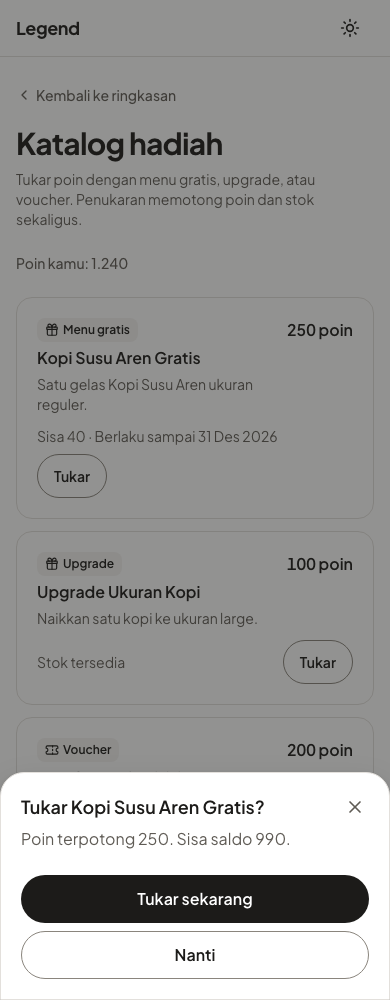 Legend
Kembali ke ringkasan
Katalog hadiah
Tukar poin dengan menu gratis, upgrade, atau
voucher. Penukaran memotong poin dan stok
sekaligus.
Poin kamu: 1.240
Menu gratis
250 poin
Kopi Susu Aren Gratis
Satu gelas Kopi Susu Aren ukuran
reguler.
Sisa 40 · Berlaku sampai 31 Des 2026
Tukar
Upgrade
100 poin
Upgrade Ukuran Kopi
Naikkan satu kopi ke ukuran large.
Stok tersedia
Tukar
Voucher
200 poin
Tukar Kopi Susu Aren Gratis?
Poin terpotong 250. Sisa saldo 990.
Tukar sekarang
Nanti